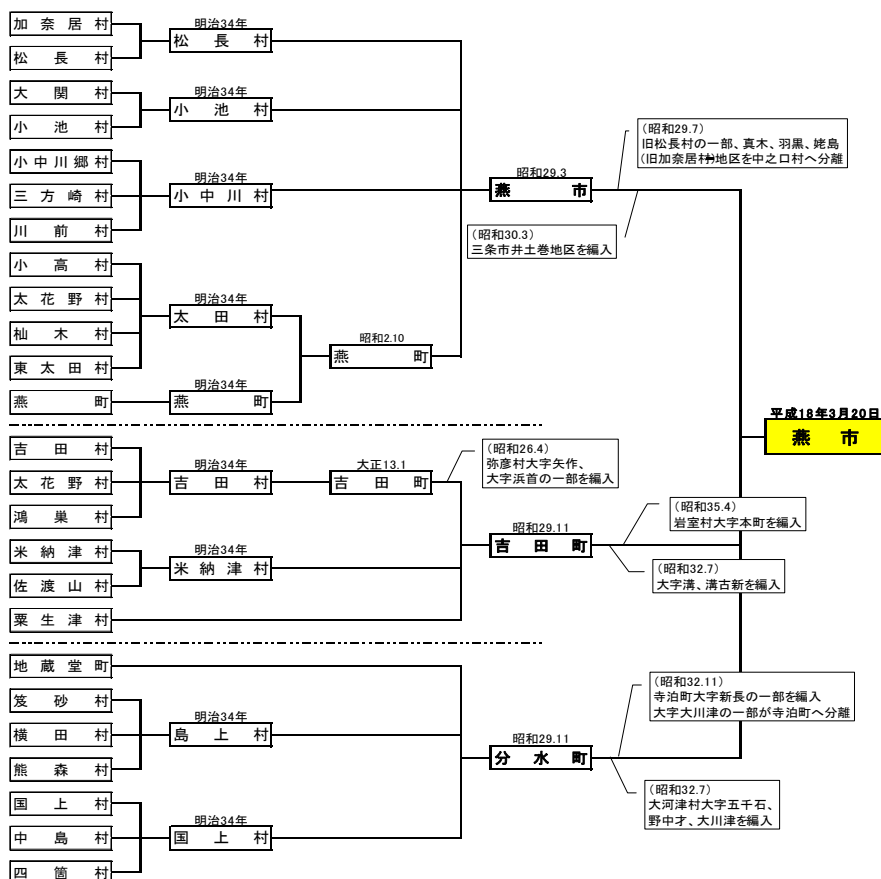 加奈居村
松長村
明治34年
松長村
大関村
小池村
明治34年
小池村
小中川郷村
三方崎村
川前村
明治34年
小中川村
小高村
太花野村
杣木村
東太田村
明治34年
太田村
燕町
明治34年
燕町
昭和2.10
燕町
昭和29.3
燕市
(昭和29.7)
旧松長村の一部、真木、羽黒、姥島
(旧加奈居村)地区を中之口村へ分離
(昭和30.3)
三条市井土巻地区を編入
平成18年3月20日
燕市
吉田村
太花野村
鴻巣村
明治34年
吉田村
大正13.1
吉田町
(昭和26.4)
弥彦村大字矢作、
大字浜首の一部を編入
米納津村
佐渡山村
明治34年
米納津村
粟生津村
昭和29.11
吉田町
(昭和35.4)
岩室村大字本町を編入
(昭和32.7)
大字溝、溝古新を編入
地蔵堂町
笈砂村
横田村
熊森村
明治34年
島上村
国上村
中島村
四箇村
明治34年
国上村
昭和29.11
分水町
(昭和32.11)
寺泊町大字新長の一部を編入
大字大川津の一部が寺泊町へ分離
(昭和32.7)
大河津村大字五千石、
野中才、大川津を編入